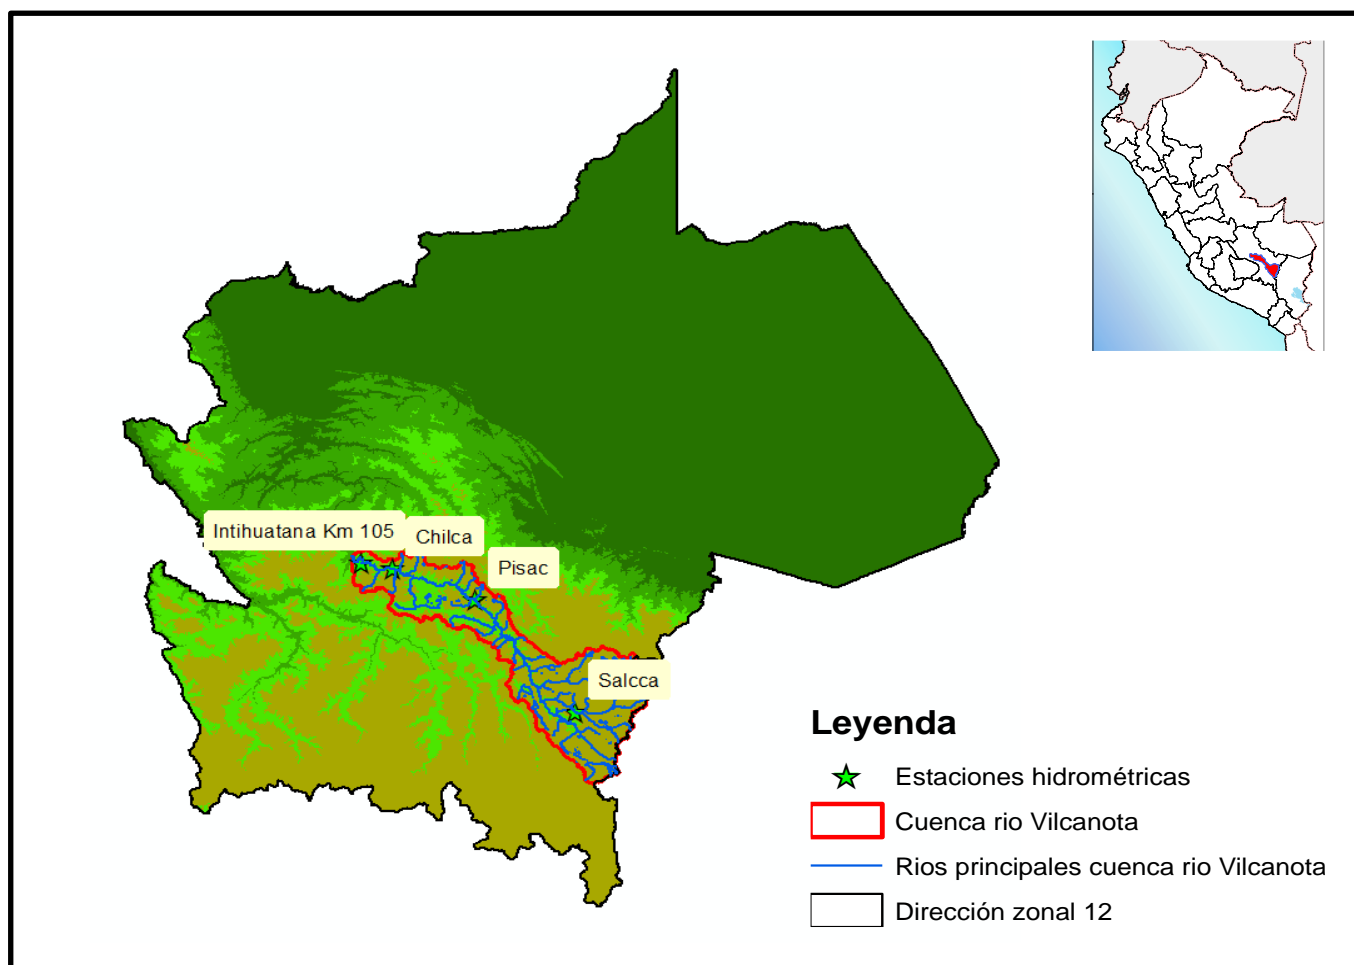 Intihuatana Km 105
Chilca
Pisac
Salcca
Leyenda
Estaciones hidrométricas
Cuenca rio Vilcanota
Rios principales cuenca rio Vilcanota
Dirección zonal 12